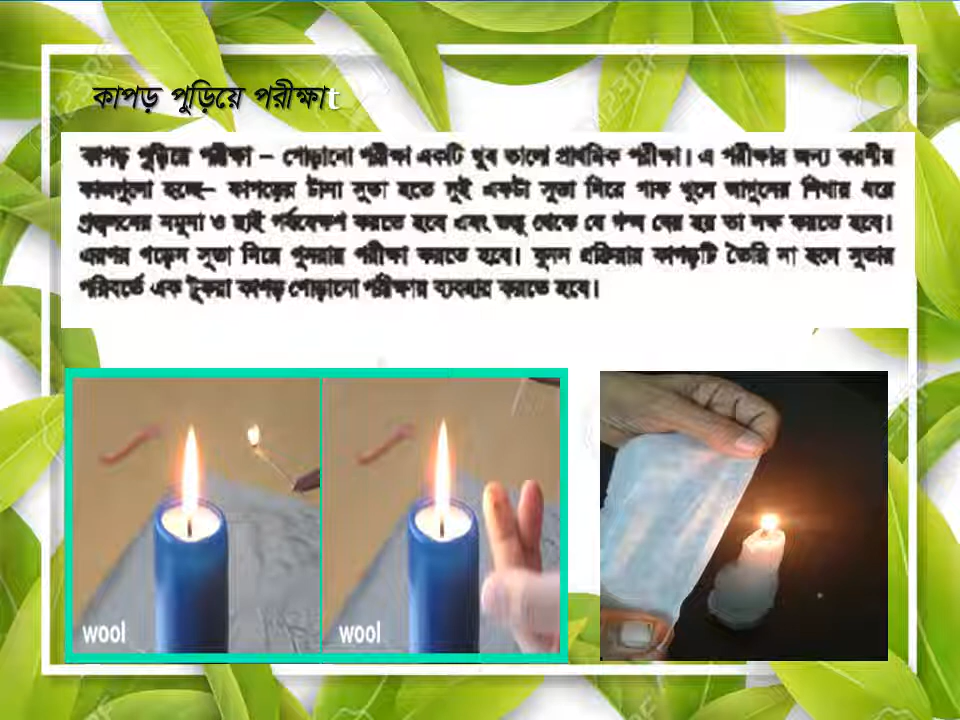 কাপড় পুড়িয়ে পরীক্ষাt
কাপড় পুড়িয়ে পরীক্ষা – পোড়ানো পরীক্ষা একটি খুব ভালো প্রাথমিক পরীক্ষা। এ পরীক্ষার জন্য করণীয়
কাজগুলো হচ্ছে– কাপড়ের টানা সুতা হতে দুই একটা সুতা নিয়ে পাক খুলে আগুনের শিখার ধরে
প্রজ্জ্বলনের নমুনা ও ছাই পর্যবেক্ষণ করতে হবে এবং তন্তু থেকে যে গন্ধ বের হয় তা লক্ষ করতে হবে।
এরপর পড়েন সুতা নিয়ে পুনরায় পরীক্ষা করতে হবে। বুনন প্রক্রিয়ায় কাপড়টি তৈরি না হলে সুতার
পরিবর্তে এক টুকরা কাপড় পোড়ানো পরীক্ষায় ব্যবহার করতে হবে।
wool
wool